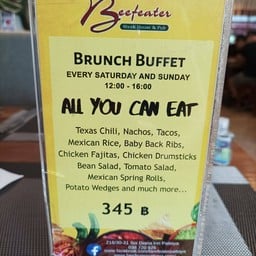 Beefeater
Steak House & Pub
BRUNCH BUFFET
EVERY SATURDAY AND SUNDAY
12:00 - 16:00
ALL YOU CAN EAT
Texas Chili, Nachos, Tacos,
Mexican Rice, Baby Back Ribs,
Chicken Fajitas, Chicken Drumsticks
Bean Salad, Tomato Salad,
Mexican Spring Rolls,
Potato Wedges and much more...
345 ฿